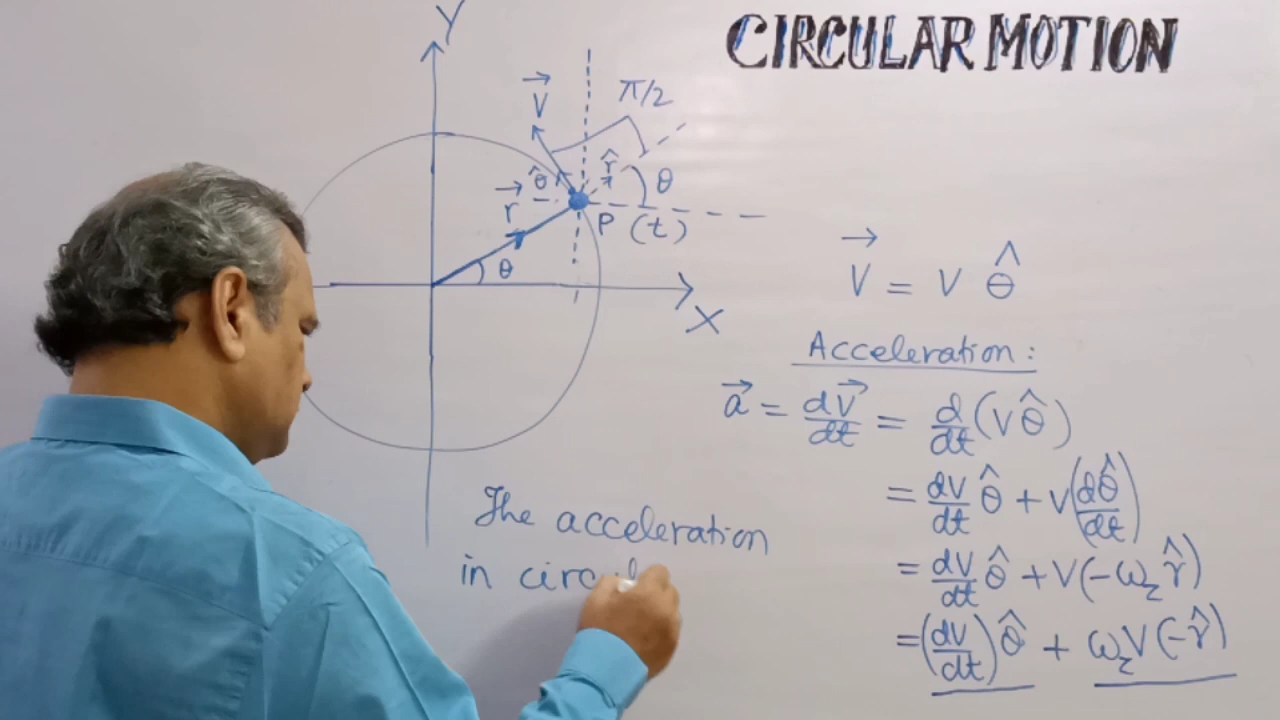 CIRCULAR MOTION
Y
V⃗
π/2
θ̂
r̂
θ
r⃗
P (t)
θ
X
V⃗ = V θ̂
Acceleration:
a⃗ = dV⃗/dt = d/dt (V θ̂)
= dV/dt θ̂ + V(dθ̂/dt)
= dV/dt θ̂ + V(-ω_z r̂)
= (dV/dt) θ̂ + ω_z V(-r̂)
The acceleration
in